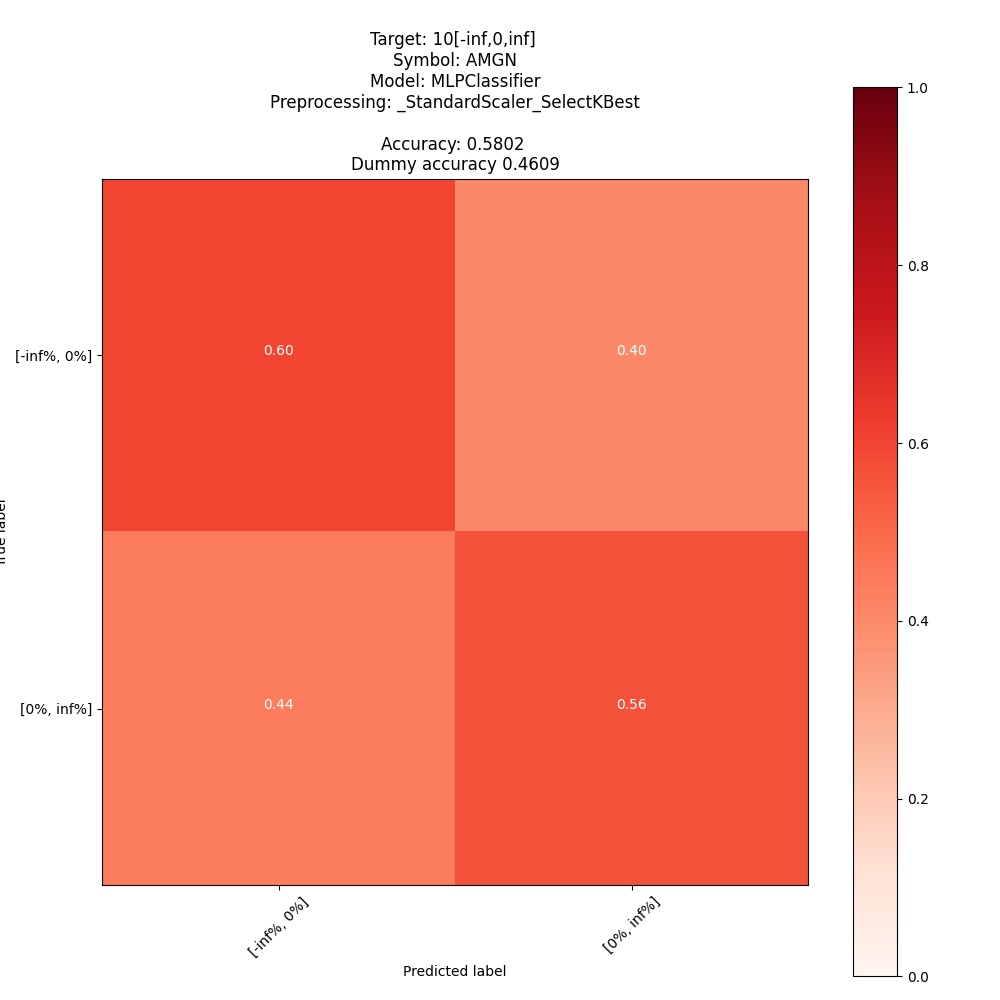 Target: 10[-inf,0,inf]
Symbol: AMGN
Model: MLPClassifier
Preprocessing: _StandardScaler_SelectKBest
Accuracy: 0.5802
Dummy accuracy 0.4609
1.0
0.8
0.6
0.4
0.2
0.0
[-inf%, 0%]
0.60
0.40
label
[0%, inf%]
0.44
0.56
[-inf%, 0%]
[0%, inf%]
Predicted label